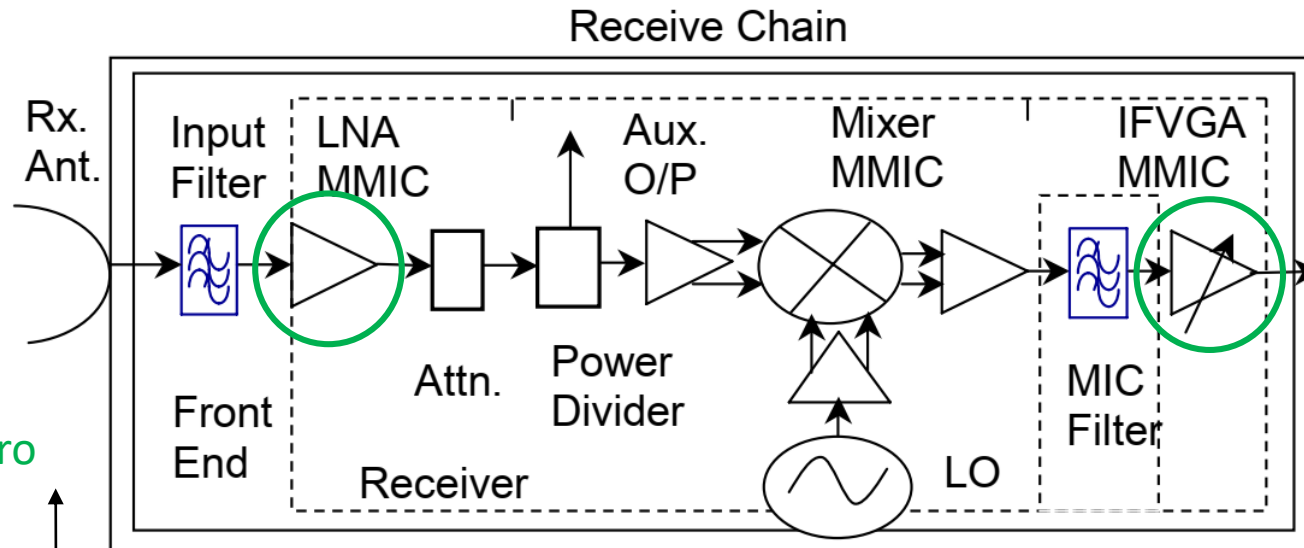 Receive Chain
Rx.
Ant.
Input
Filter
LNA
MMIC
Aux.
O/P
Mixer
MMIC
IFVGA
MMIC
Attn.
Power
Divider
MIC
Filter
Front
End
ro
Receiver
LO